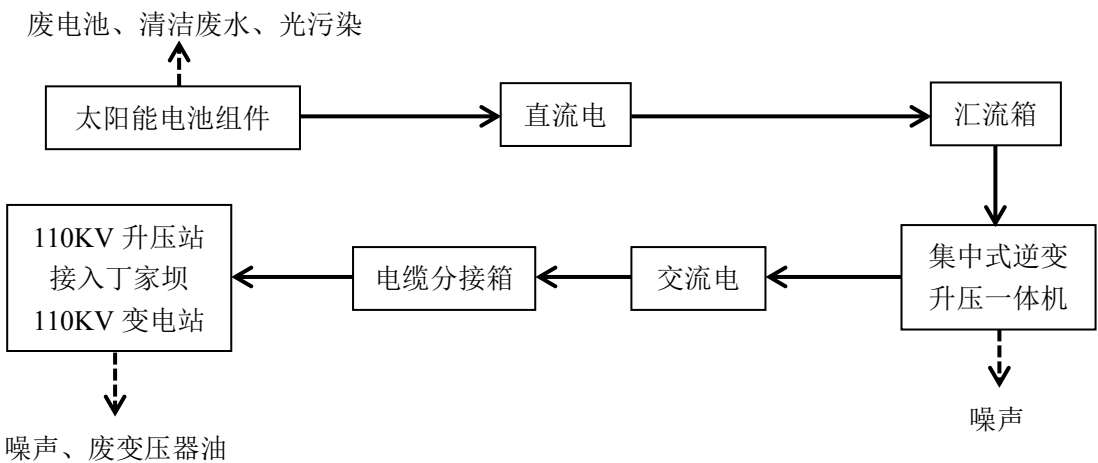 废电池、清洁废水、光污染
太阳能电池组件
直流电
汇流箱
110KV 升压站
接入丁家坝
110KV 变电站
电缆分接箱
交流电
集中式逆变
升压一体机
噪声
噪声、废变压器油